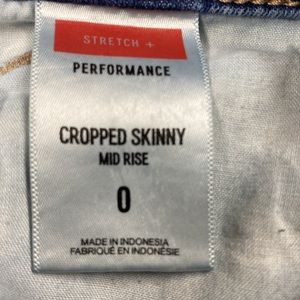 STRETCH +
PERFORMANCE
CROPPED SKINNY
MID RISE
0
MADE IN INDONESIA
FABRIQUÉ EN INDONÉSIE